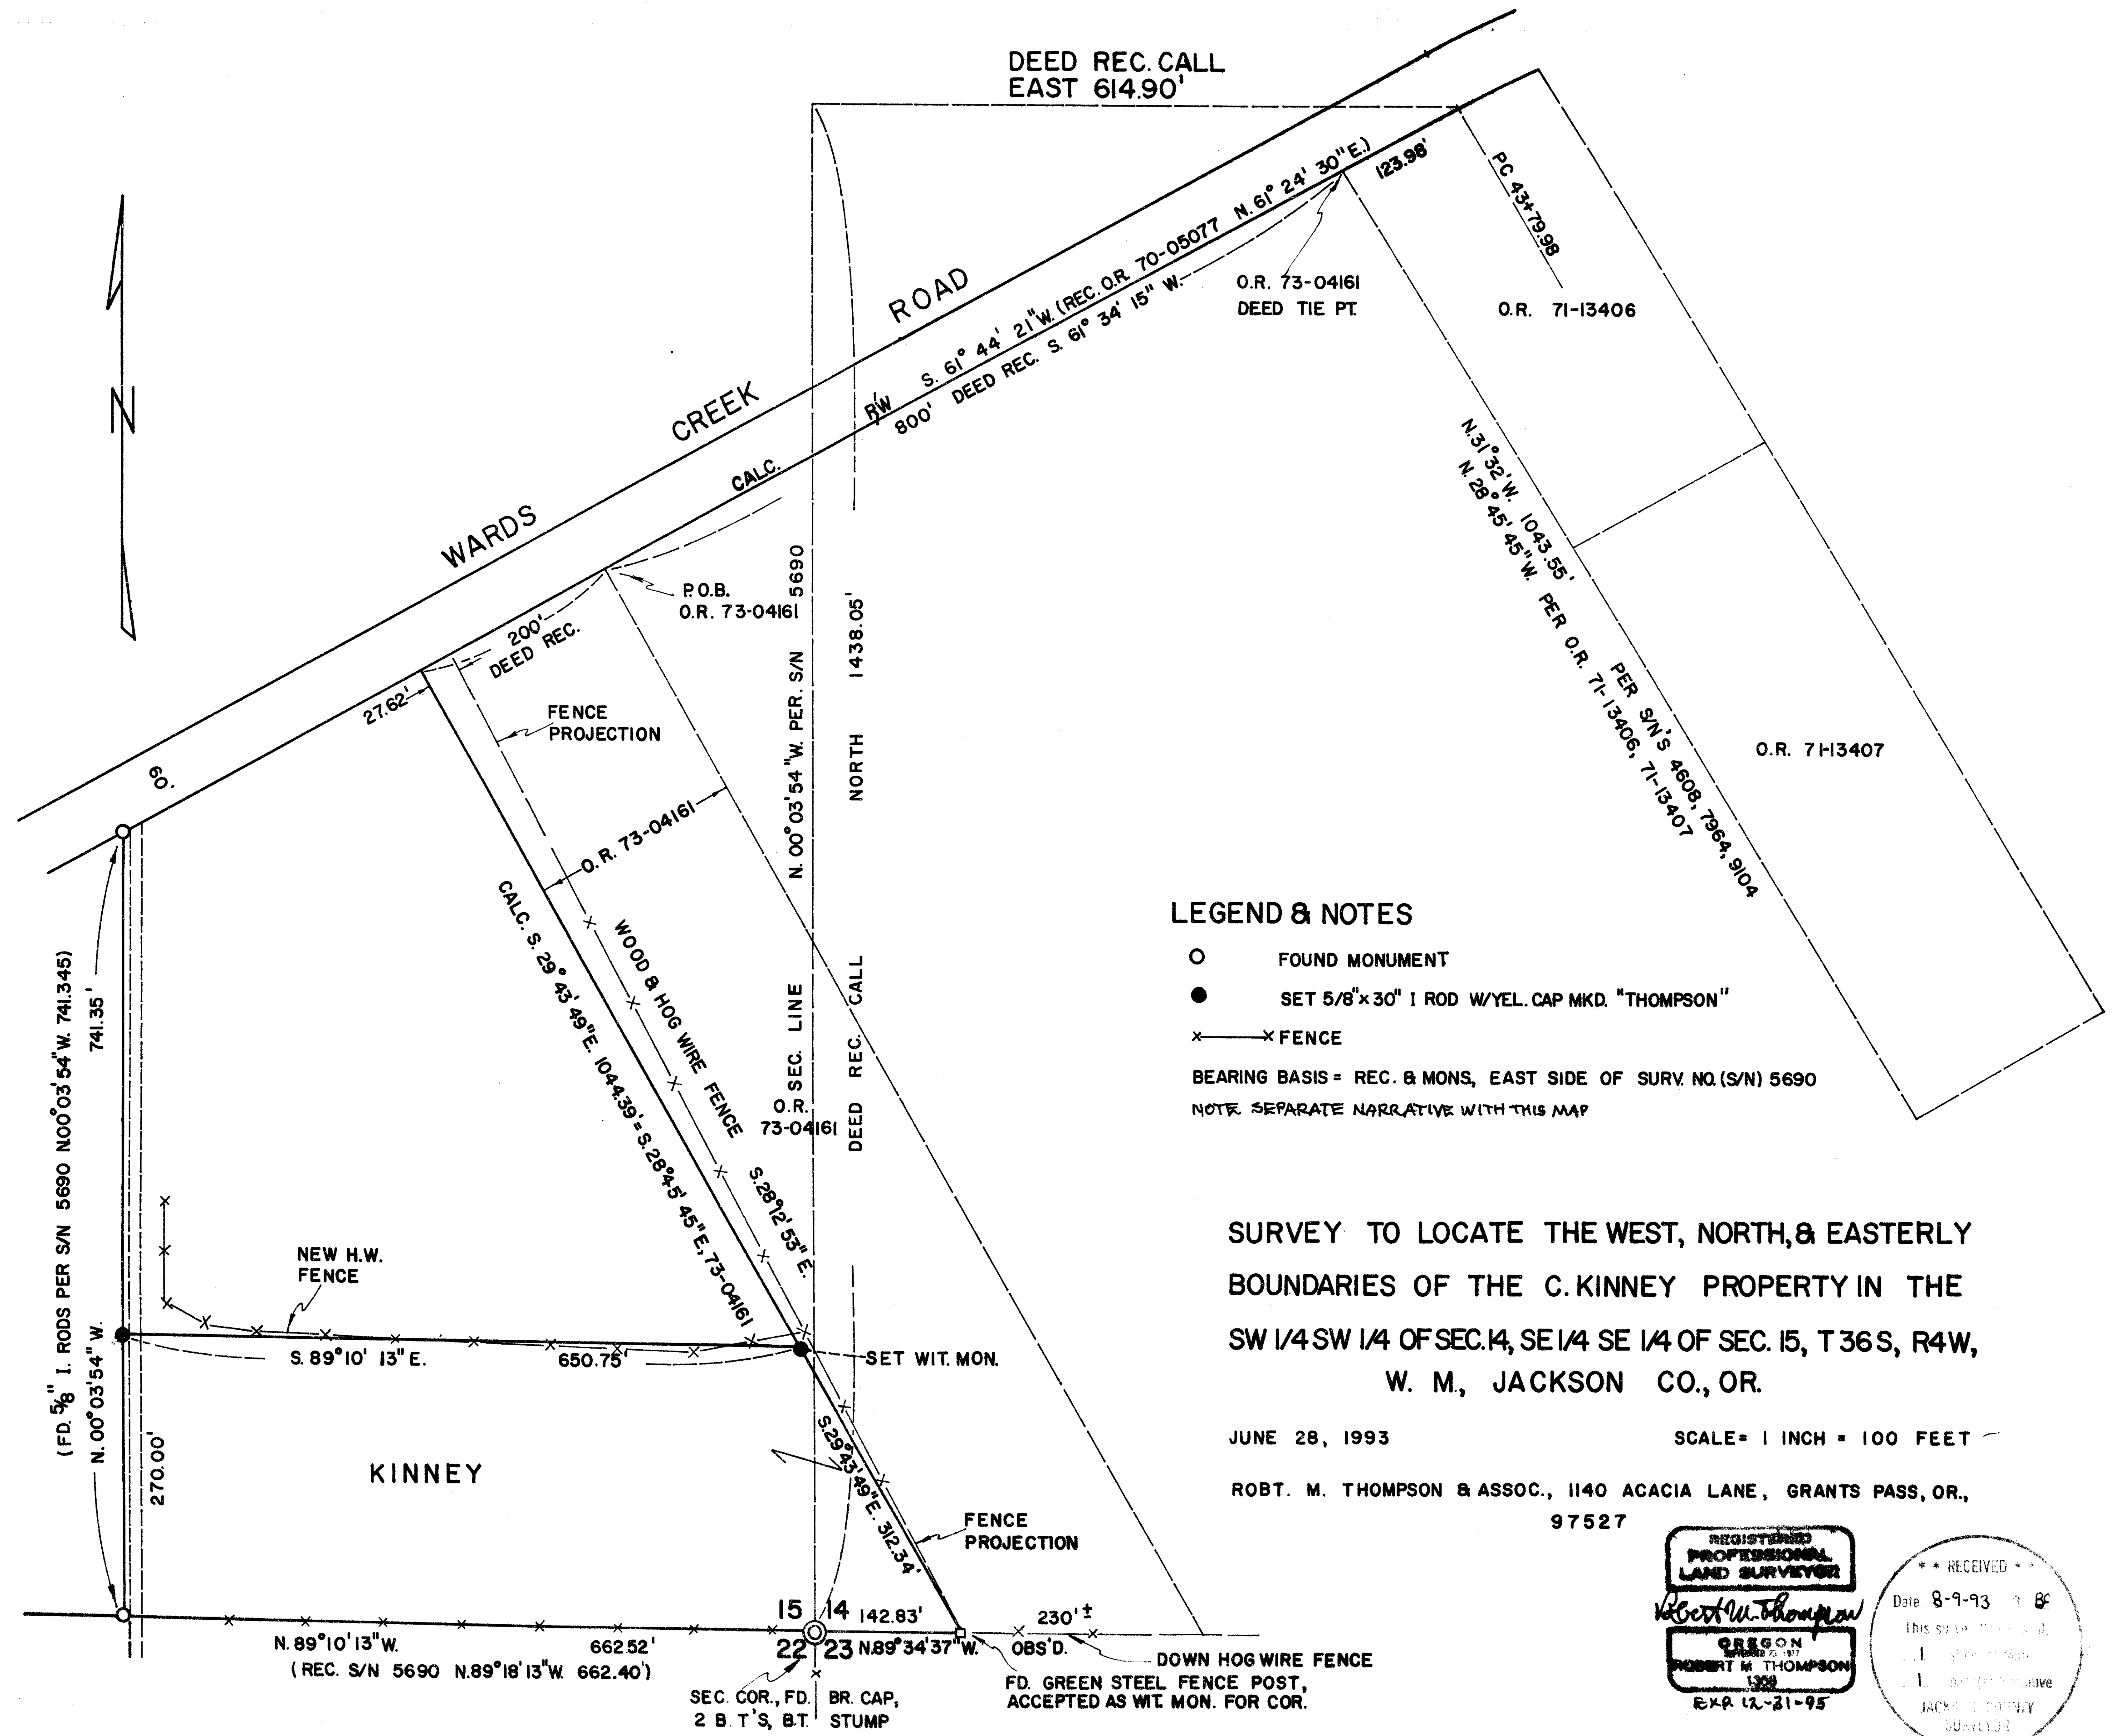 DEED REC. CALL
EAST 614.90'
WARDS CREEK ROAD
S. 61° 44' 21" W. (REC. O.R. 70-05077 N. 61° 24' 30" E.)
123.98'
PC 43+79.98
800' DEED REC. S. 61° 34' 15" W.
R/W
CALC.
O.R. 73-04161
DEED TIE PT.
O.R. 71-13406
N
P.O.B.
O.R. 73-04161
200'
DEED REC.
27.62'
FENCE
PROJECTION
60'
O.R. 73-04161
N. 31° 32' W. 1043.55' PER S/N'S 4608, 7964, 9104
N. 28° 45' 45" W. PER O.R. 71-13406, 71-13407
O.R. 71-13407
SEC. LINE N. 00° 03' 54" W. PER. S/N 5690
DEED REC. CALL NORTH 1438.05'
O.R.
73-04161
WOOD & HOG WIRE FENCE S. 28° 12' 53" E.
CALC. S. 29° 43' 49" E. 1044.39' = S. 28° 45' 45" E, 73-04161
LEGEND & NOTES
FOUND MONUMENT
SET 5/8" x 30" I ROD W/YEL. CAP MKD. "THOMPSON"
x x FENCE
BEARING BASIS = REC. & MONS, EAST SIDE OF SURV. NO. (S/N) 5690
NOTE SEPARATE NARRATIVE WITH THIS MAP
(FD. 5/8" I. RODS PER S/N 5690 N.00° 03' 54" W. 741.345)
N. 00° 03' 54" W. 741.35'
270.00'
NEW H.W.
FENCE
S. 89° 10' 13" E. 650.75'
SET WIT. MON.
KINNEY
S. 29° 43' 49" E. 312.34'
FENCE
PROJECTION
15 14
22 23
142.83'
N.89° 34' 37" W.
230' ±
OBS'D.
N. 89° 10' 13" W. 662.52'
(REC. S/N 5690 N. 89° 18' 13" W. 662.40')
DOWN HOG WIRE FENCE
FD. GREEN STEEL FENCE POST,
ACCEPTED AS WIT. MON. FOR COR.
SEC. COR., FD. BR. CAP,
2 B.T'S, B.T. STUMP
SURVEY TO LOCATE THE WEST, NORTH, & EASTERLY
BOUNDARIES OF THE C. KINNEY PROPERTY IN THE
SW 1/4 SW 1/4 OF SEC. 14, SE 1/4 SE 1/4 OF SEC. 15, T 36 S, R4W,
W. M., JACKSON CO., OR.
JUNE 28, 1993 SCALE = 1 INCH = 100 FEET
ROBT. M. THOMPSON & ASSOC., 1140 ACACIA LANE, GRANTS PASS, OR.,
97527
REGISTERED
PROFESSIONAL
LAND SURVEYOR
Robert M. Thompson
OREGON
ROBERT M. THOMPSON
EXP. 12-31-95
* * RECEIVED * *
Date 8-9-93
This
1
1
JACKSON COUNTY
SURVEYOR